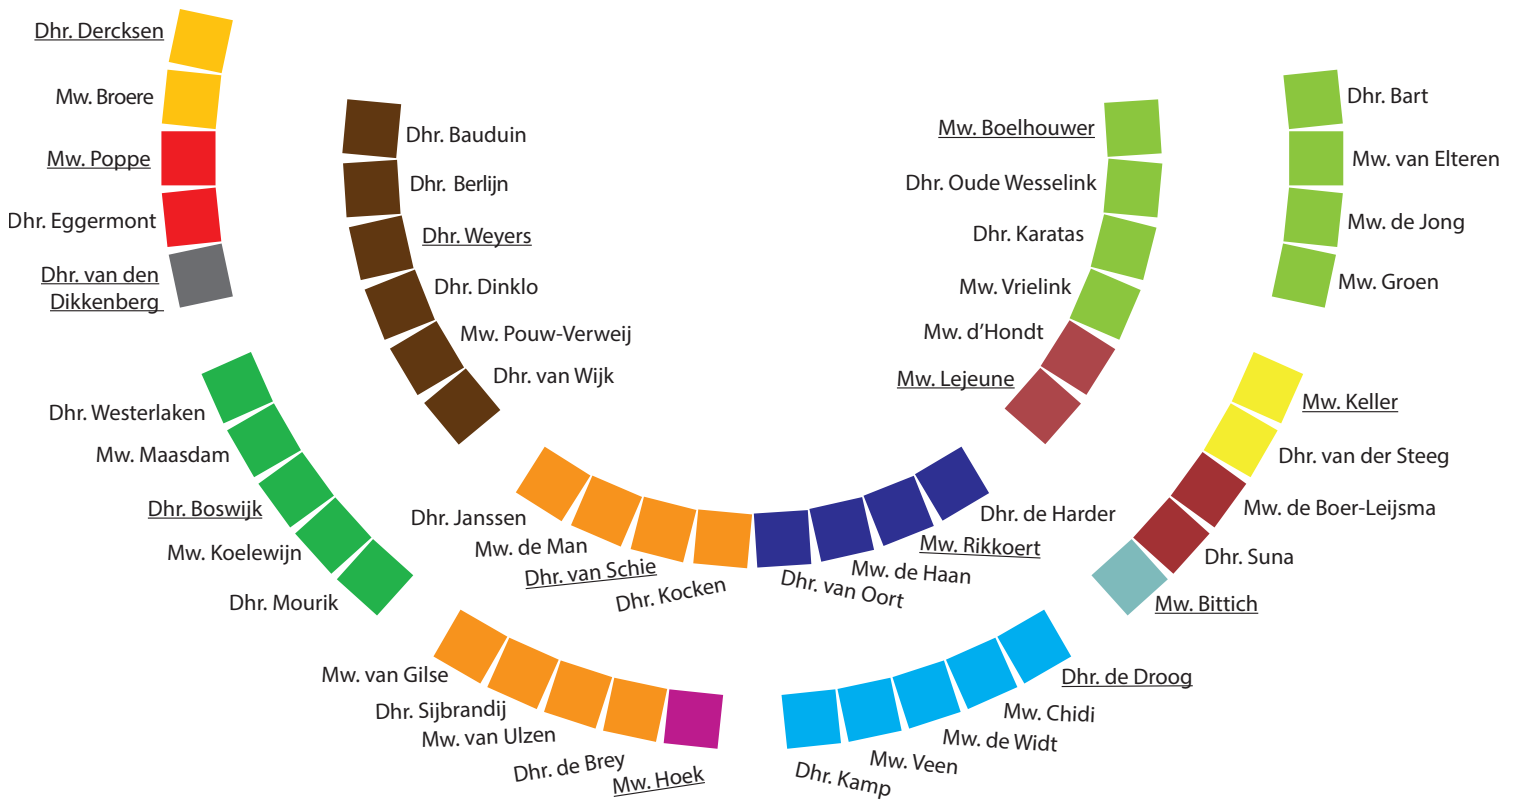 Dhr. Dercksen
Mw. Broere
Mw. Poppe
Dhr. Eggermont
Dhr. van den
Dikkenberg
Dhr. Bauduin
Dhr. Berlijn
Dhr. Weyers
Dhr. Dinklo
Mw. Pouw-Verweij
Dhr. van Wijk
Mw. Boelhouwer
Dhr. Oude Wesselink
Dhr. Karatas
Mw. Vrielink
Mw. d'Hondt
Mw. Lejeune
Dhr. Bart
Mw. van Elteren
Mw. de Jong
Mw. Groen
Dhr. Westerlaken
Mw. Maasdam
Dhr. Boswijk
Mw. Koelewijn
Dhr. Mourik
Dhr. Janssen
Mw. de Man
Dhr. van Schie
Dhr. Kocken
Dhr. van Oort
Mw. de Haan
Mw. Rikkoert
Dhr. de Harder
Mw. Keller
Dhr. van der Steeg
Mw. de Boer-Leijsma
Dhr. Suna
Mw. Bittich
Mw. van Gilse
Dhr. Sijbrandij
Mw. van Ulzen
Dhr. de Brey
Mw. Hoek
Dhr. Kamp
Mw. Veen
Mw. de Widt
Mw. Chidi
Dhr. de Droog